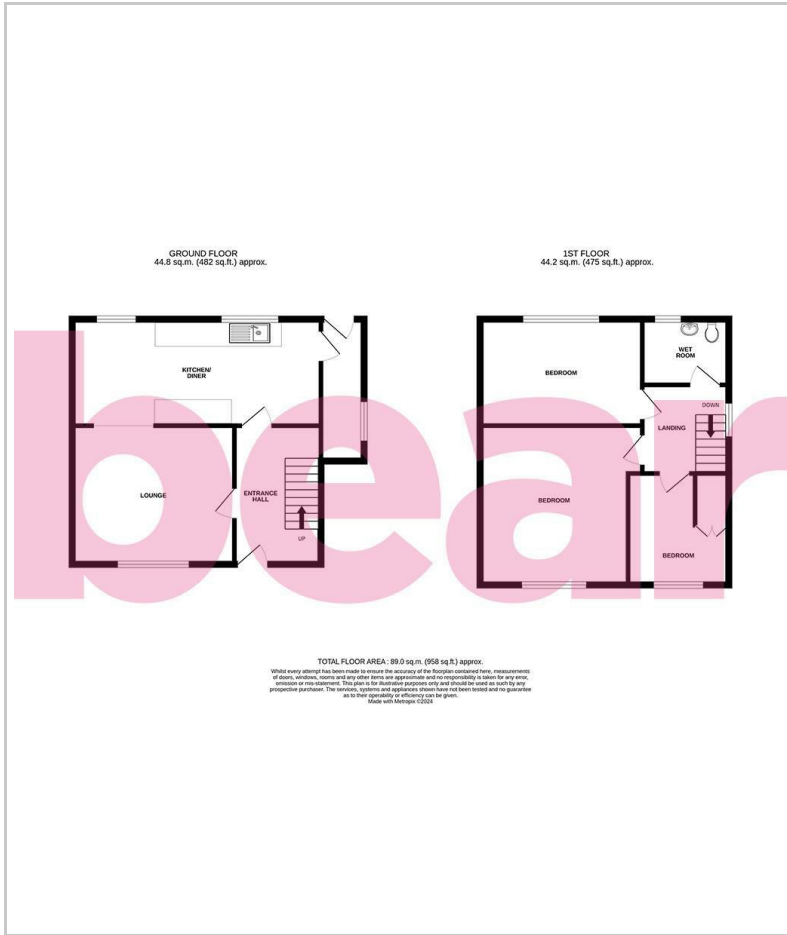 GROUND FLOOR
44.8 sq.m. (482 sq.ft.) approx.
1ST FLOOR
44.2 sq.m. (475 sq.ft.) approx.
KITCHEN/
DINER
LOUNGE
ENTRANCE
HALL
UP
BEDROOM
WET
ROOM
DOWN
LANDING
BEDROOM
BEDROOM
bear
TOTAL FLOOR AREA : 89.0 sq.m. (958 sq.ft.) approx.
Whilst every attempt has been made to ensure the accuracy of the floorplan contained here, measurements
of doors, windows, rooms and any other items are approximate and no responsibility is taken for any error,
omission or mis-statement. This plan is for illustrative purposes only and should be used as such by any
prospective purchaser. The services, systems and appliances shown have not been tested and no guarantee
as to their operability or efficiency can be given.
Made with Metropix ©2024